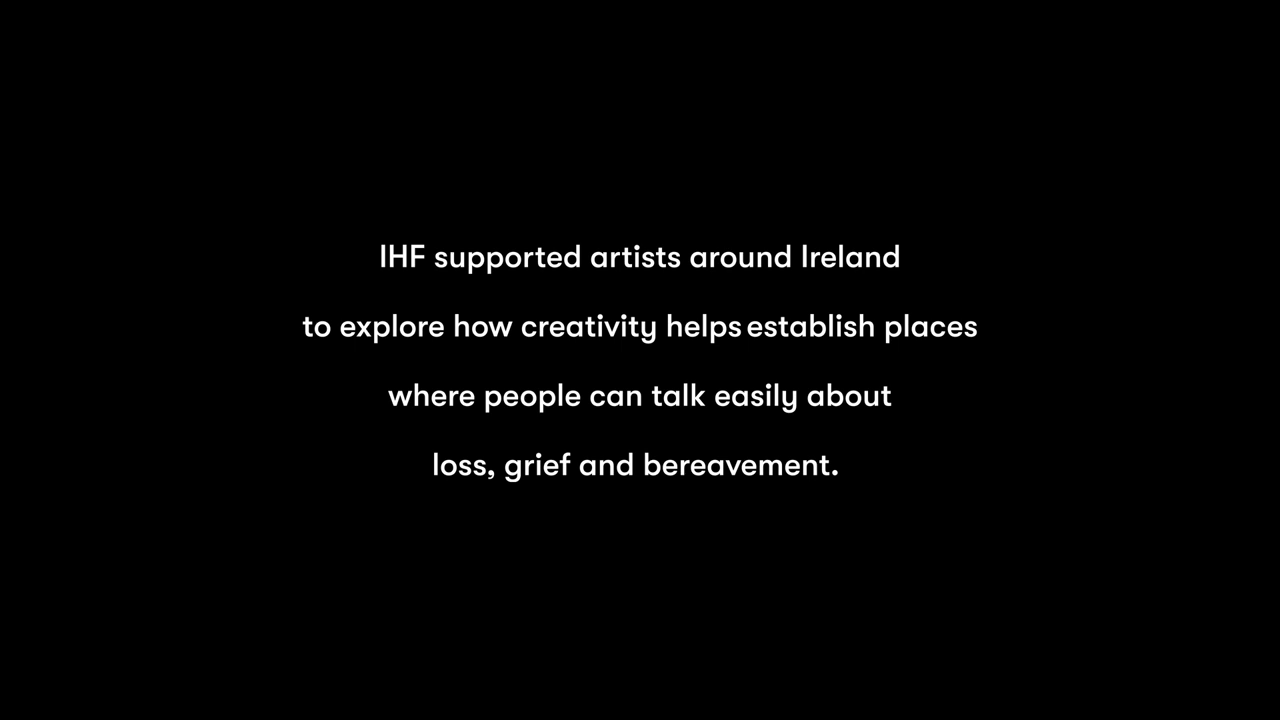 IHF supported artists around Ireland
to explore how creativity helps establish places
where people can talk easily about
loss, grief and bereavement.